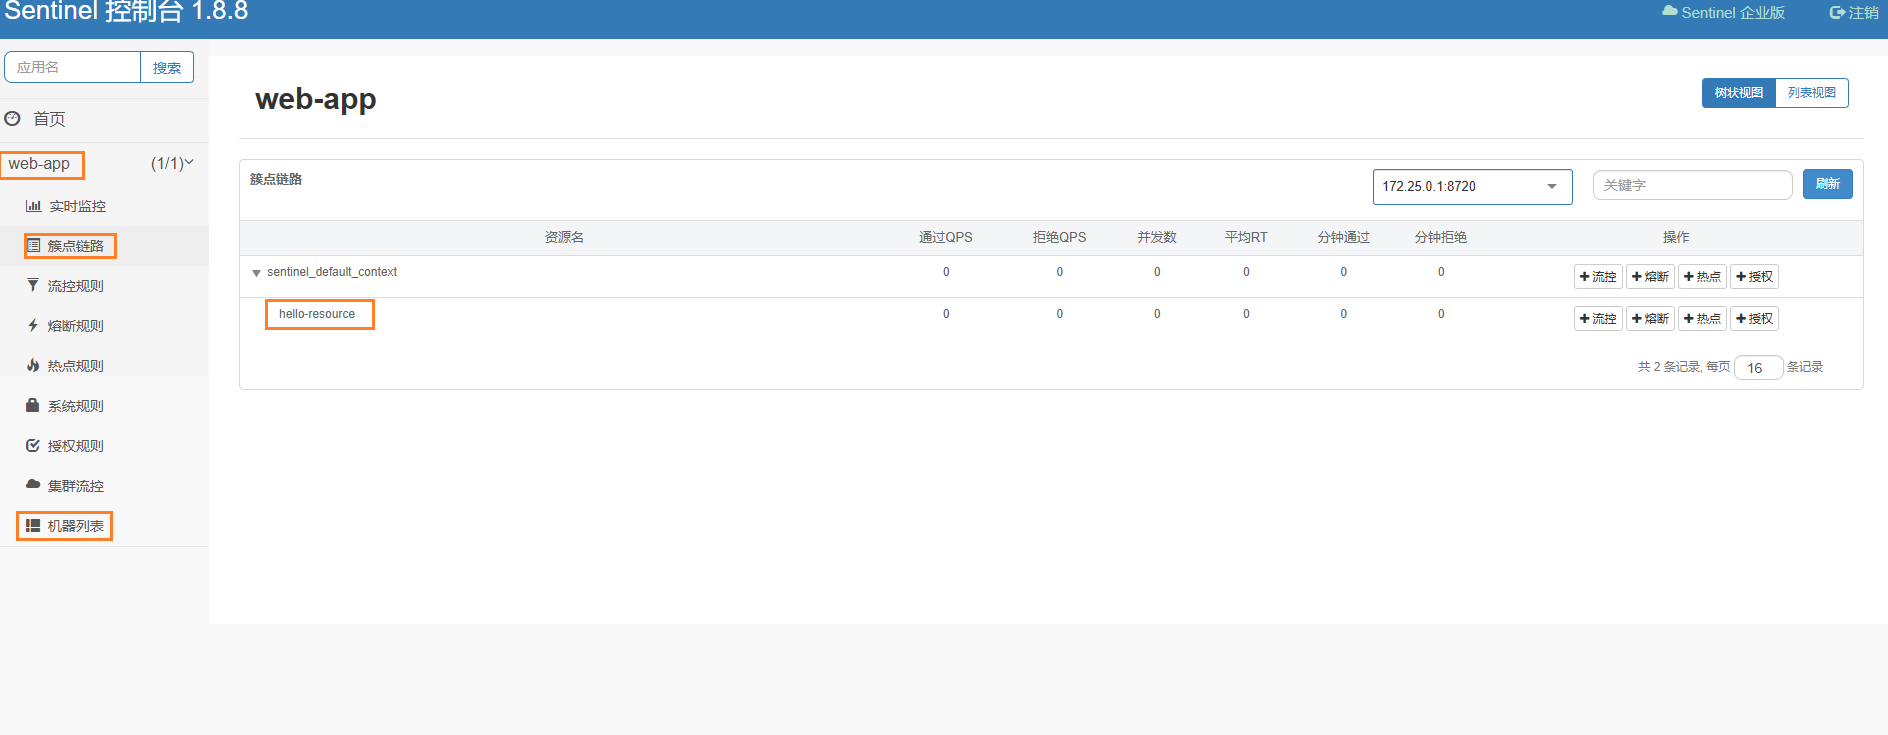 Sentinel 控制台 1.8.8
Sentinel 企业版
注销
应用名
搜索
首页
web-app
(1/1)
实时监控
簇点链路
流控规则
熔断规则
热点规则
系统规则
授权规则
集群流控
机器列表
web-app
树状视图
列表视图
簇点链路
172.25.0.1:8720
关键字
刷新
资源名 通过QPS 拒绝QPS 并发数 平均RT 分钟通过 分钟拒绝 操作
sentinel_default_context 0 0 0 0 0 0 流控 熔断 热点 授权
hello-resource 0 0 0 0 0 0 流控 熔断 热点 授权
共 2 条记录, 每页 16 条记录